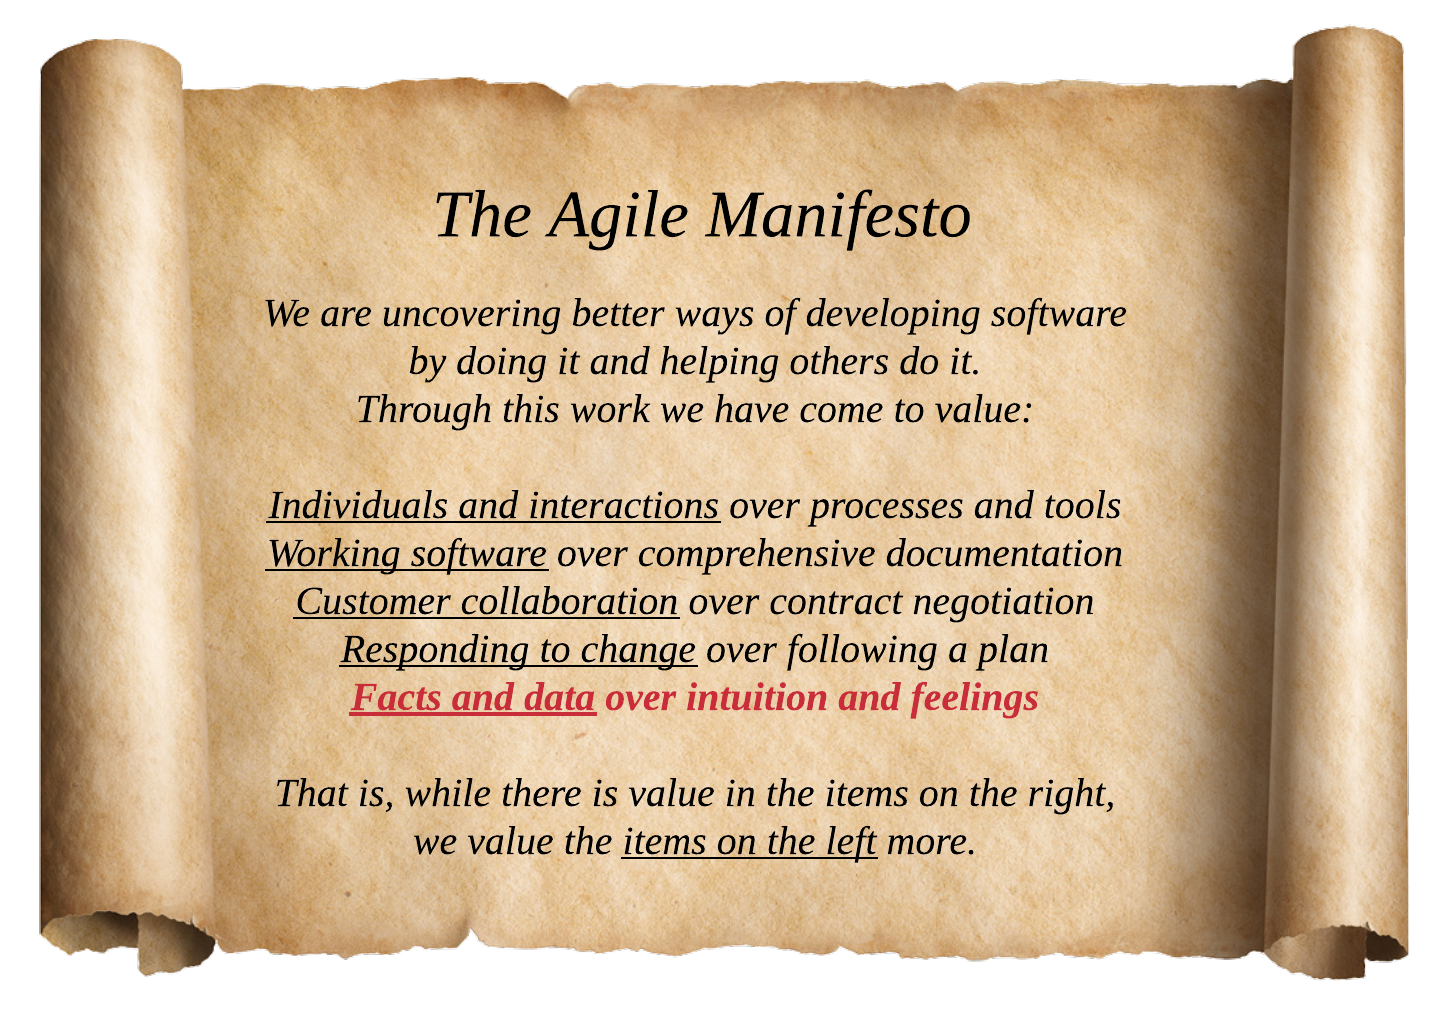 The Agile Manifesto
We are uncovering better ways of developing software
by doing it and helping others do it.
Through this work we have come to value:
Individuals and interactions over processes and tools
Working software over comprehensive documentation
Customer collaboration over contract negotiation
Responding to change over following a plan
Facts and data over intuition and feelings
That is, while there is value in the items on the right,
we value the items on the left more.